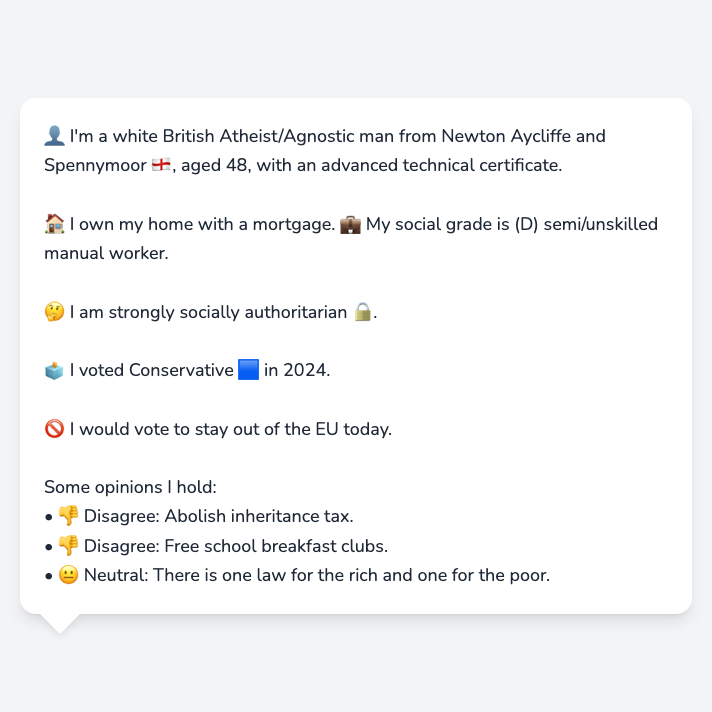 👤 I'm a white British Atheist/Agnostic man from Newton Aycliffe and
Spennymoor 🏴󠁧󠁢󠁥󠁮󠁧󠁿, aged 48, with an advanced technical certificate.
🏠 I own my home with a mortgage. 💼 My social grade is (D) semi/unskilled
manual worker.
🤔 I am strongly socially authoritarian 🔒.
🗳️ I voted Conservative 🟦 in 2024.
🚫 I would vote to stay out of the EU today.
Some opinions I hold:
• 👎 Disagree: Abolish inheritance tax.
• 👎 Disagree: Free school breakfast clubs.
• 😐 Neutral: There is one law for the rich and one for the poor.